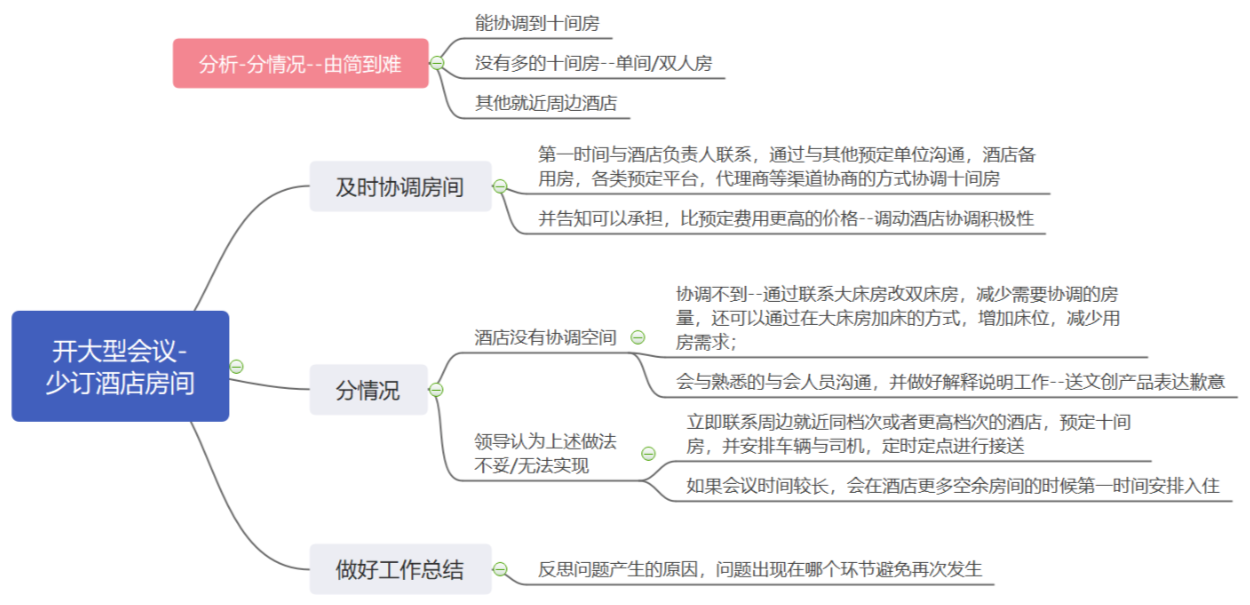 能协调到十间房
分析-分情况--由简到难
没有多的十间房--单间/双人房
其他就近周边酒店
第一时间与酒店负责人联系，通过与其他预定单位沟通，酒店备
用房，各类预定平台，代理商等渠道协商的方式协调十间房
及时协调房间
并告知可以承担，比预定费用更高的价格--调动酒店协调积极性
协调不到--通过联系大床房改双床房，减少需要协调的房
量，还可以通过在大床房加床的方式，增加床位，减少用
房需求；
酒店没有协调空间
会与熟悉的与会人员沟通，并做好解释说明工作--送文创产品表达歉意
开大型会议-
少订酒店房间
分情况
立即联系周边就近同档次或者更高档次的酒店，预定十间
房，并安排车辆与司机，定时定点进行接送
领导认为上述做法
不妥/无法实现
如果会议时间较长，会在酒店更多空余房间的时候第一时间安排入住
做好工作总结
反思问题产生的原因，问题出现在哪个环节避免再次发生